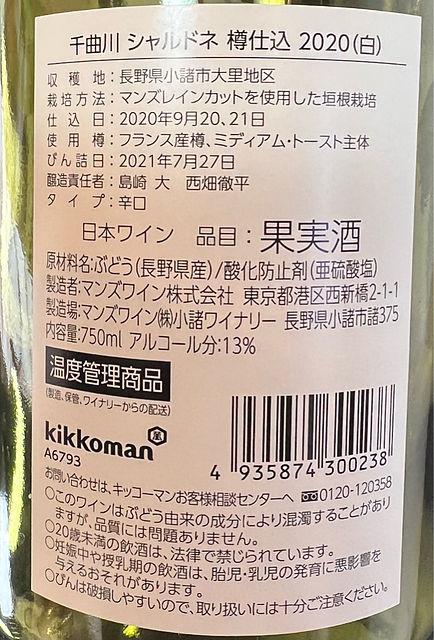 千曲川 シャルドネ 樽仕込 2020(白)
収穫地：長野県小諸市大里地区
栽培方法：マンズレインカットを使用した垣根栽培
仕込日：2020年9月20、21日
使用樽：フランス産樽、ミディアム・トースト主体
びん詰日：2021年7月27日
醸造責任者：島崎 大 西畑徹平
タイプ：辛口
日本ワイン 品目：果実酒
原材料名：ぶどう(長野県産)/酸化防止剤(亜硫酸塩)
製造者：マンズワイン株式会社 東京都港区西新橋2-1-1
製造場：マンズワイン㈱小諸ワイナリー 長野県小諸市諸375
内容量：750ml アルコール分：13%
温度管理商品
(製造、保管、ワイナリーからの配送)
kikkoman
A6793
4 935874 300238
お問い合わせは、キッコーマンお客様相談センターへ 0120-120358
○このワインはぶどう由来の成分により混濁することがあり
ますが、品質には問題ありません。
○20歳未満の飲酒は、法律で禁じられています。
○妊娠中や授乳期の飲酒は、胎児・乳児の発育に悪影響を
与えるおそれがあります。
○びんは破損しやすいので、取り扱いには十分ご注意ください。